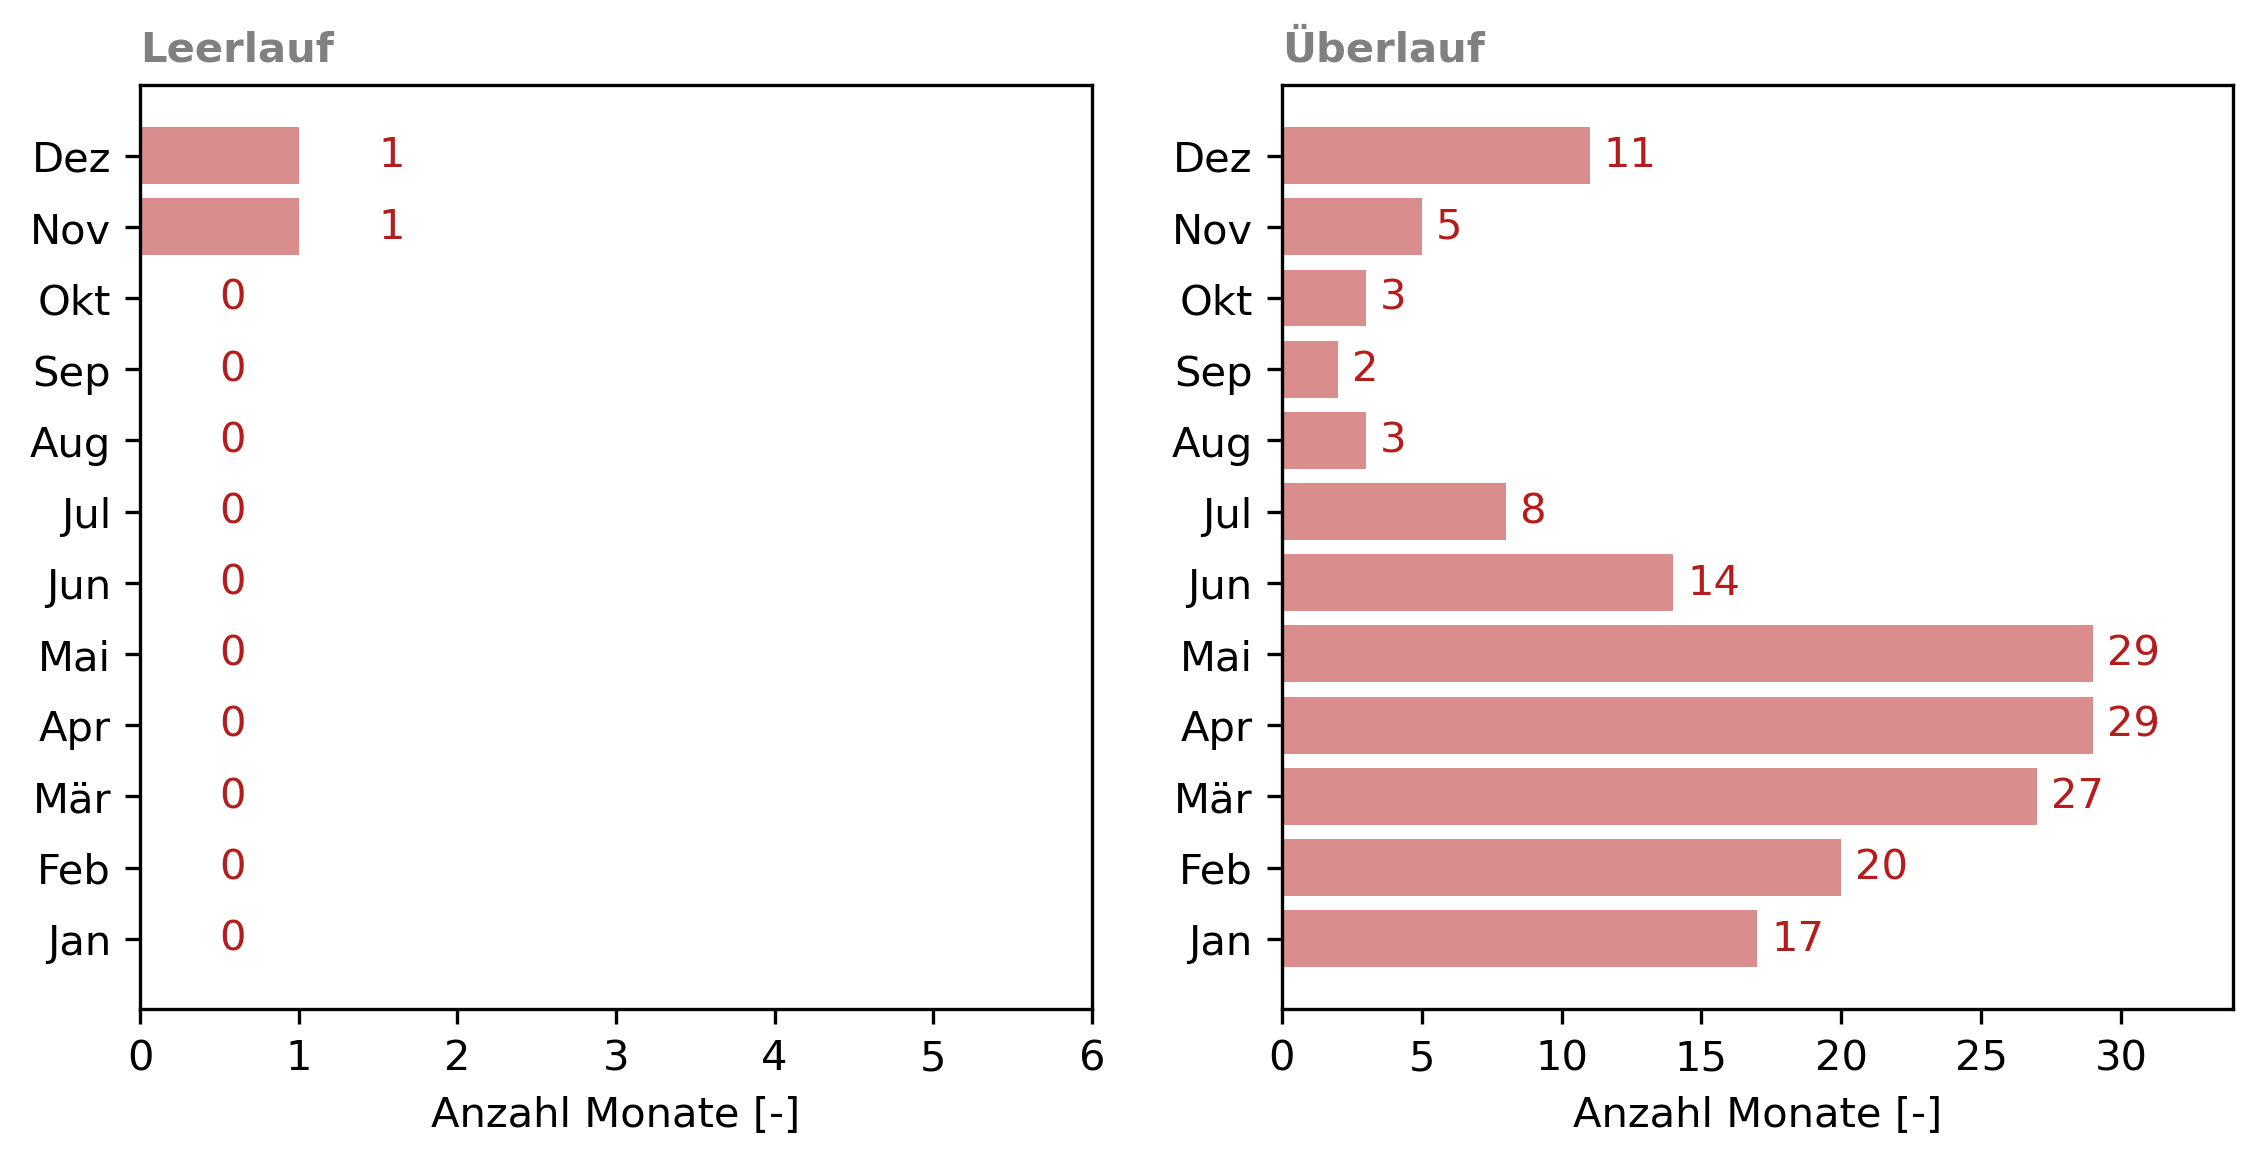 Leerlauf
Dez 1
Nov 1
Okt 0
Sep 0
Aug 0
Jul 0
Jun 0
Mai 0
Apr 0
Mär 0
Feb 0
Jan 0
0 1 2 3 4 5 6
Anzahl Monate [-]
Überlauf
Dez 11
Nov 5
Okt 3
Sep 2
Aug 3
Jul 8
Jun 14
Mai 29
Apr 29
Mär 27
Feb 20
Jan 17
0 5 10 15 20 25 30
Anzahl Monate [-]